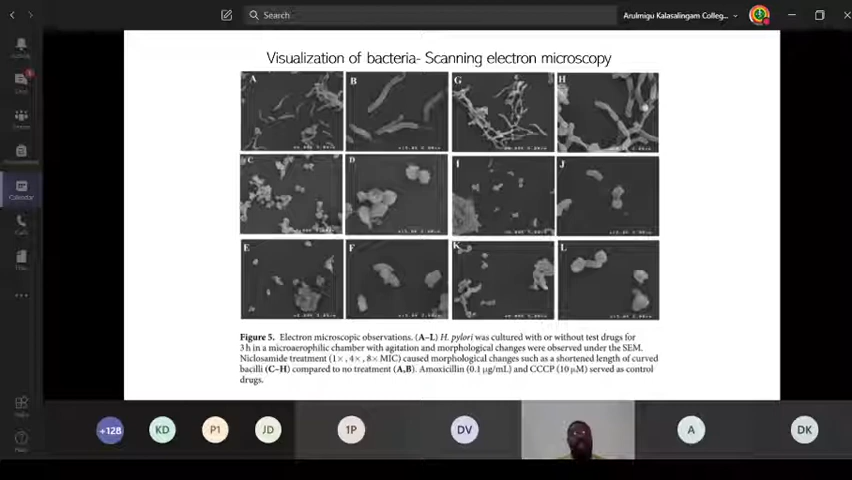 Search
Arulmigu Kalasalingam Colleg...
Visualization of bacteria- Scanning electron microscopy
A B G H
C D I J
E F K L
Figure 5. Electron microscopic observations. (A–L) H. pylori was cultured with or without test drugs for
3 h in a microaerophilic chamber with agitation and morphological changes were observed under the SEM.
Niclosamide treatment (1×, 4×, 8× MIC) caused morphological changes such as a shortened length of curved
bacilli (C–H) compared to no treatment (A,B). Amoxicillin (0.1 µg/mL) and CCCP (10 µM) served as control
drugs.
Calendar
+128 KD P1 JD 1P DV A DK